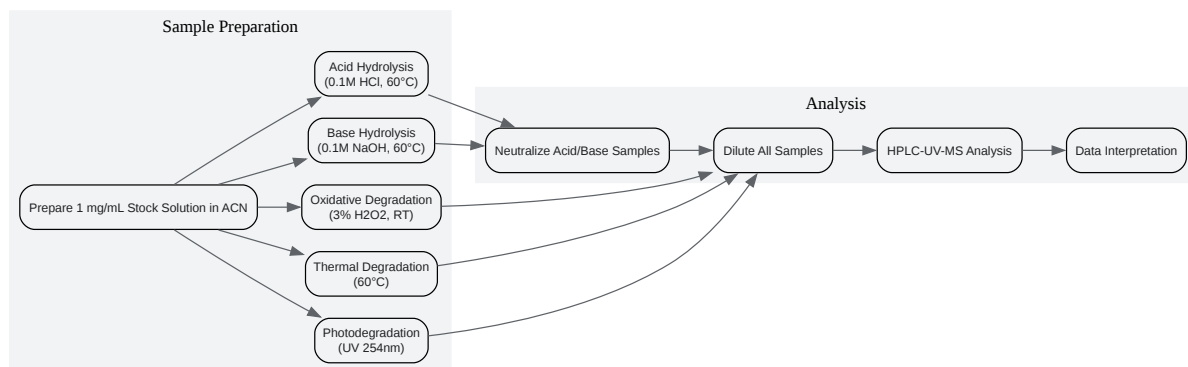 Sample Preparation
Acid Hydrolysis
(0.1M HCl, 60°C)
Base Hydrolysis
(0.1M NaOH, 60°C)
Prepare 1 mg/mL Stock Solution in ACN
Oxidative Degradation
(3% H2O2, RT)
Thermal Degradation
(60°C)
Photodegradation
(UV 254nm)
Analysis
Neutralize Acid/Base Samples
Dilute All Samples
HPLC-UV-MS Analysis
Data Interpretation